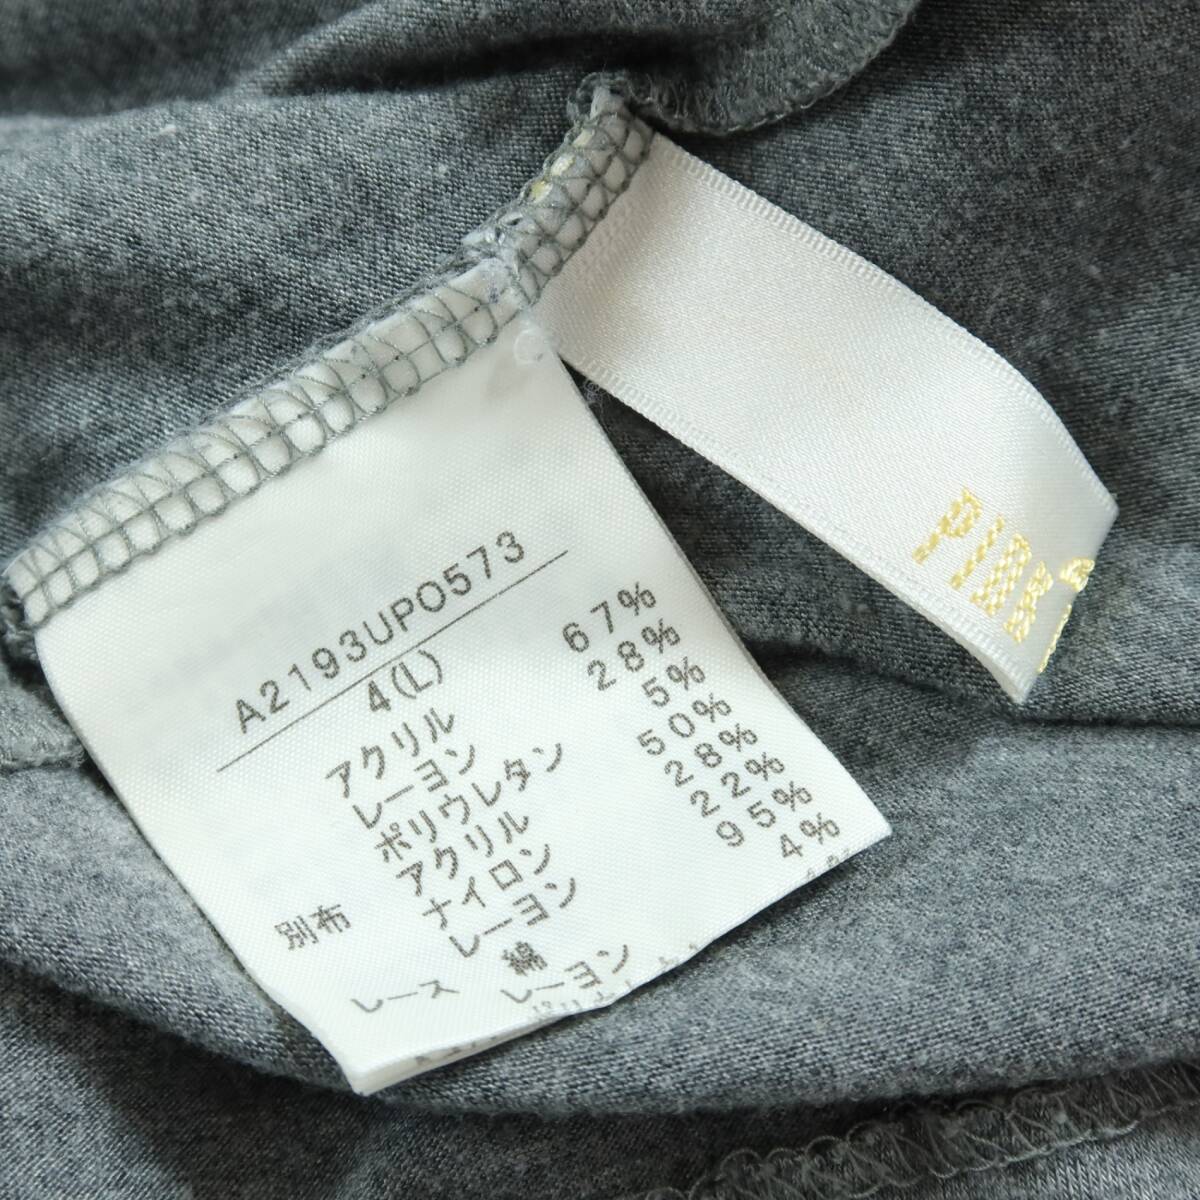 A2193UPO573
4(L)
アクリル 67%
レーヨン 28%
ポリウレタン 5%
別布 アクリル 50%
ナイロン 28%
レーヨン 22%
レース 綿 95%
レーヨン 4%
PINK